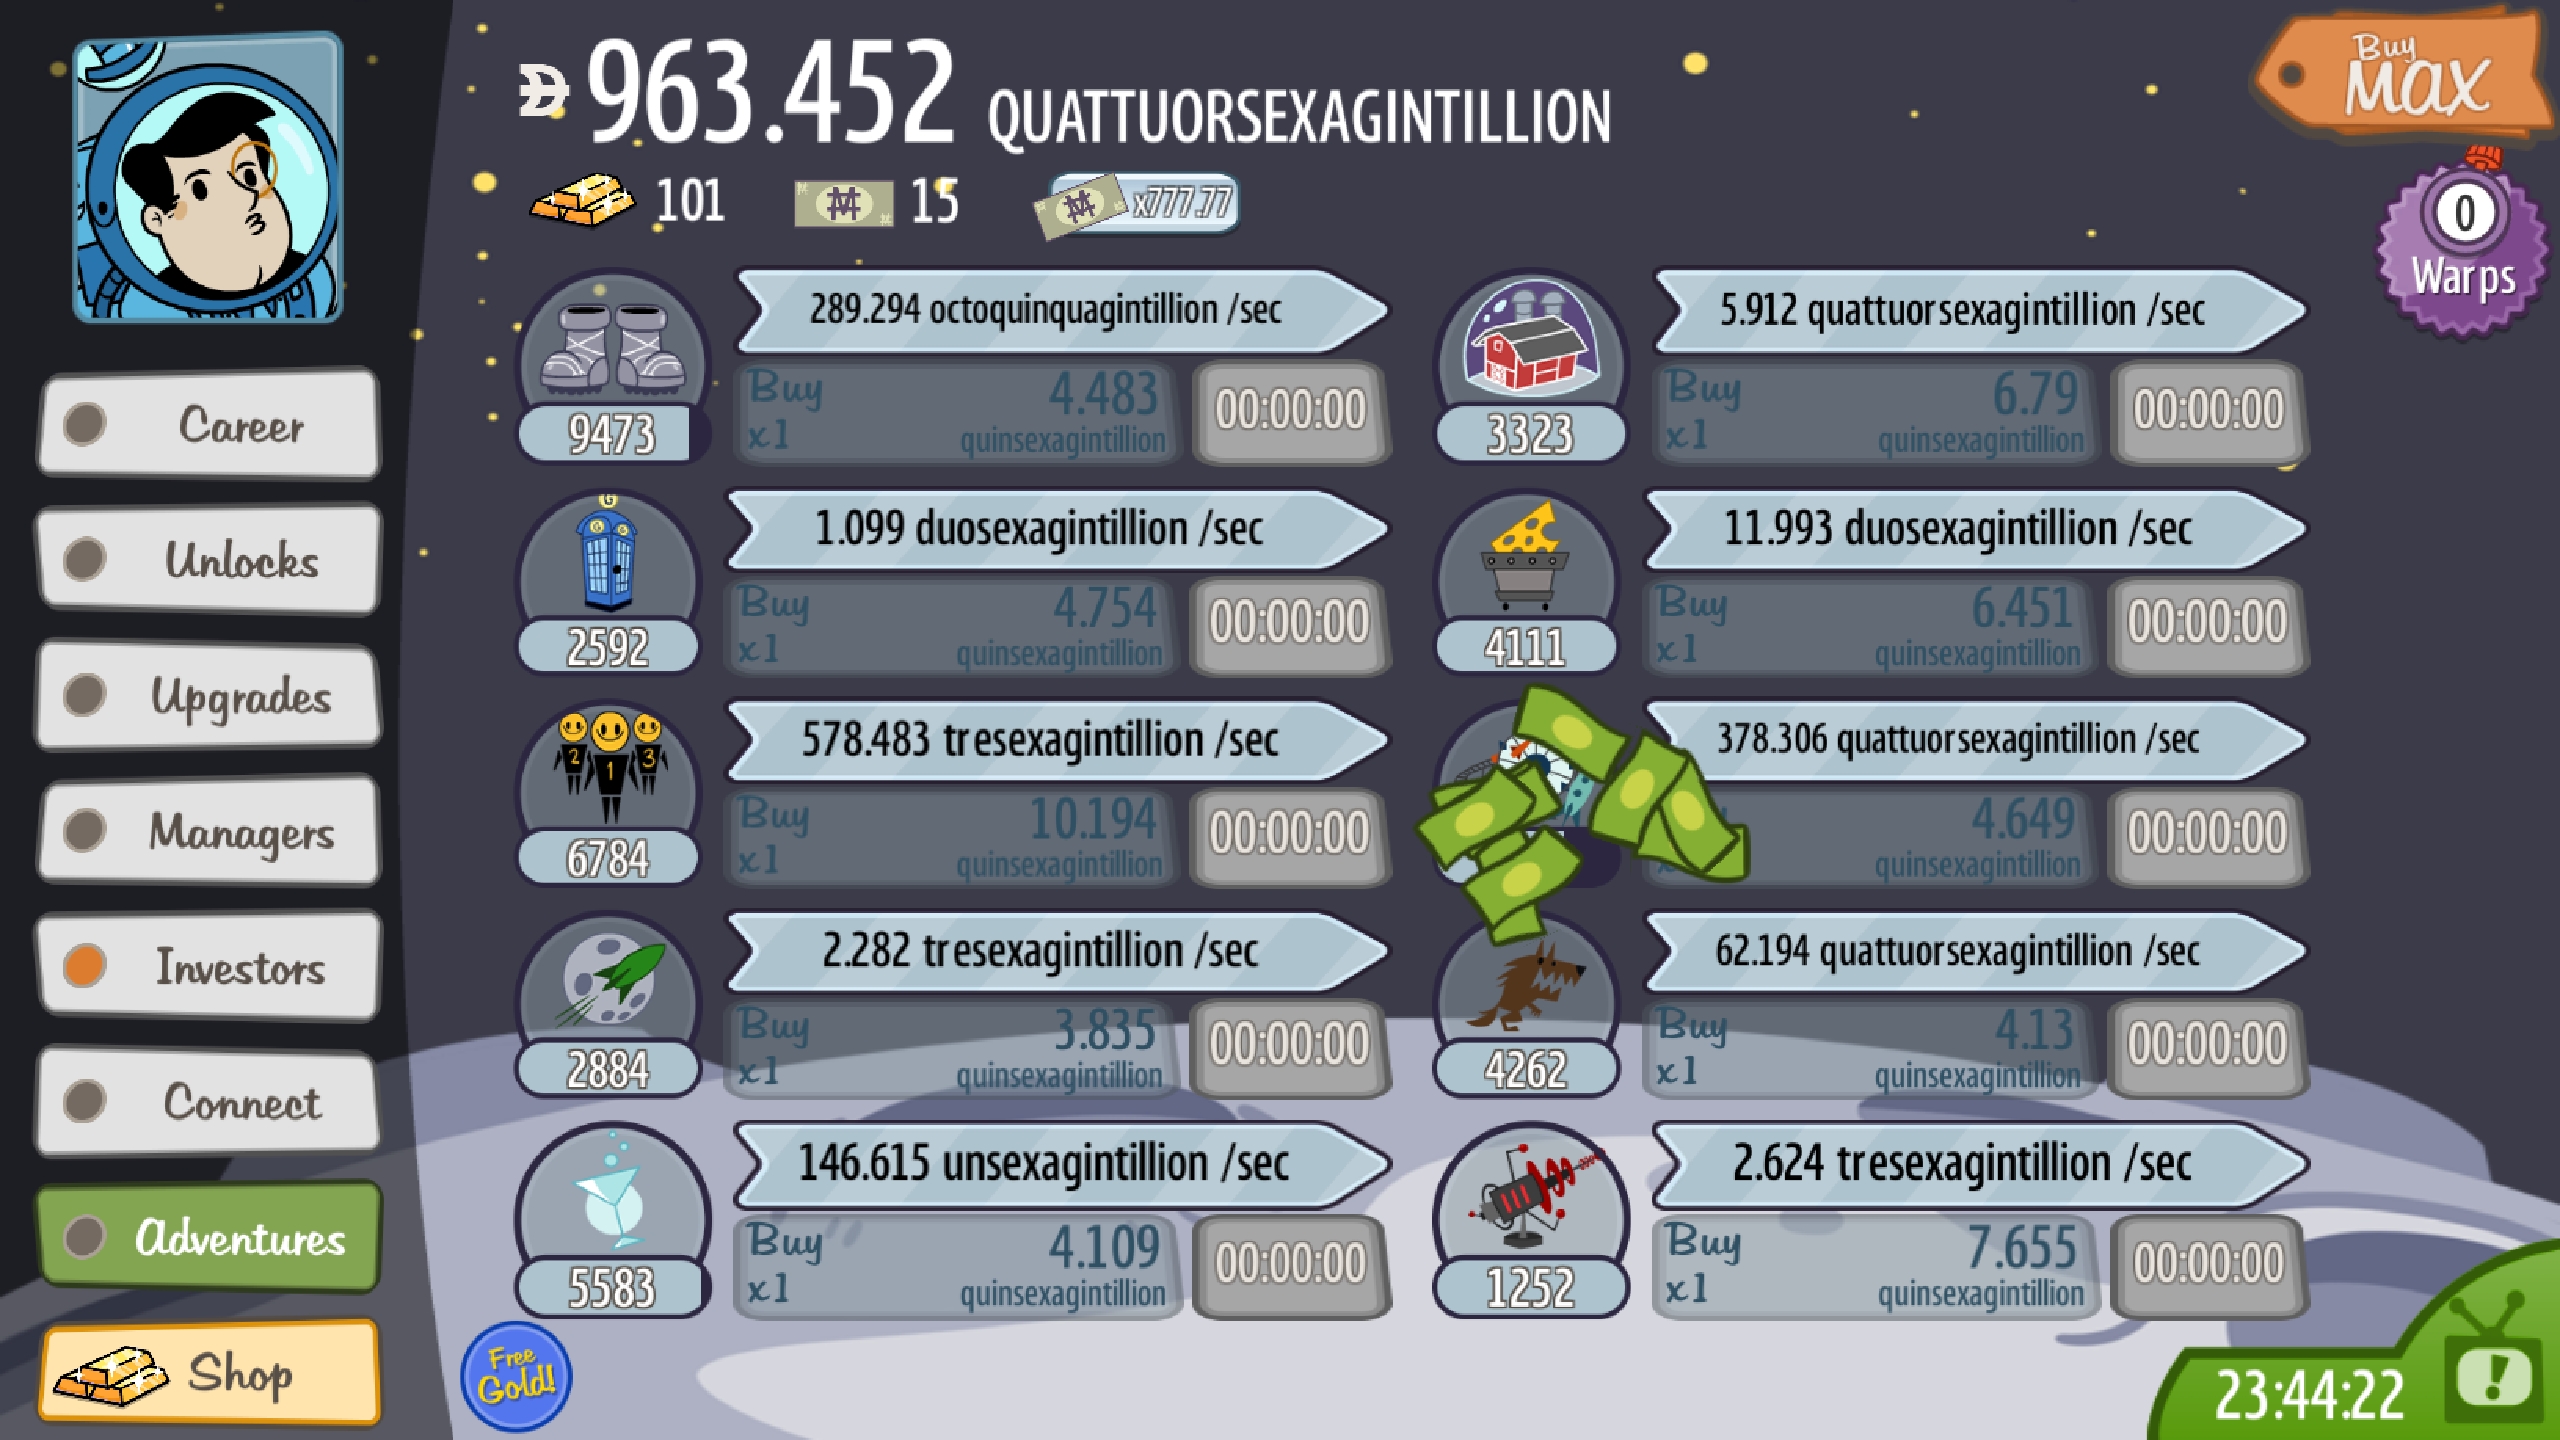 963.452 QUATTUORSEXAGINTILLION
Buy
MAX
101
15
x777.77
0
Warps
Career
Unlocks
Upgrades
Managers
Investors
Connect
Adventures
Shop
289.294 octoquinquagintillion /sec
Buy 4.483
x1 quinsexagintillion
00:00:00
9473
5.912 quattuorsexagintillion /sec
Buy 6.79
x1 quinsexagintillion
00:00:00
3323
1.099 duosexagintillion /sec
Buy 4.754
x1 quinsexagintillion
00:00:00
2592
11.993 duosexagintillion /sec
Buy 6.451
x1 quinsexagintillion
00:00:00
4111
2 1 3
578.483 tresexagintillion /sec
Buy 10.194
x1 quinsexagintillion
00:00:00
6784
378.306 quattuorsexagintillion /sec
4.649
quinsexagintillion
00:00:00
2.282 tresexagintillion /sec
Buy 3.835
x1 quinsexagintillion
00:00:00
2884
62.194 quattuorsexagintillion /sec
Buy 4.13
x1 quinsexagintillion
00:00:00
4262
146.615 unsexagintillion /sec
Buy 4.109
x1 quinsexagintillion
00:00:00
5583
2.624 tresexagintillion /sec
Buy 7.655
x1 quinsexagintillion
00:00:00
1252
Free
Gold!
23:44:22
!